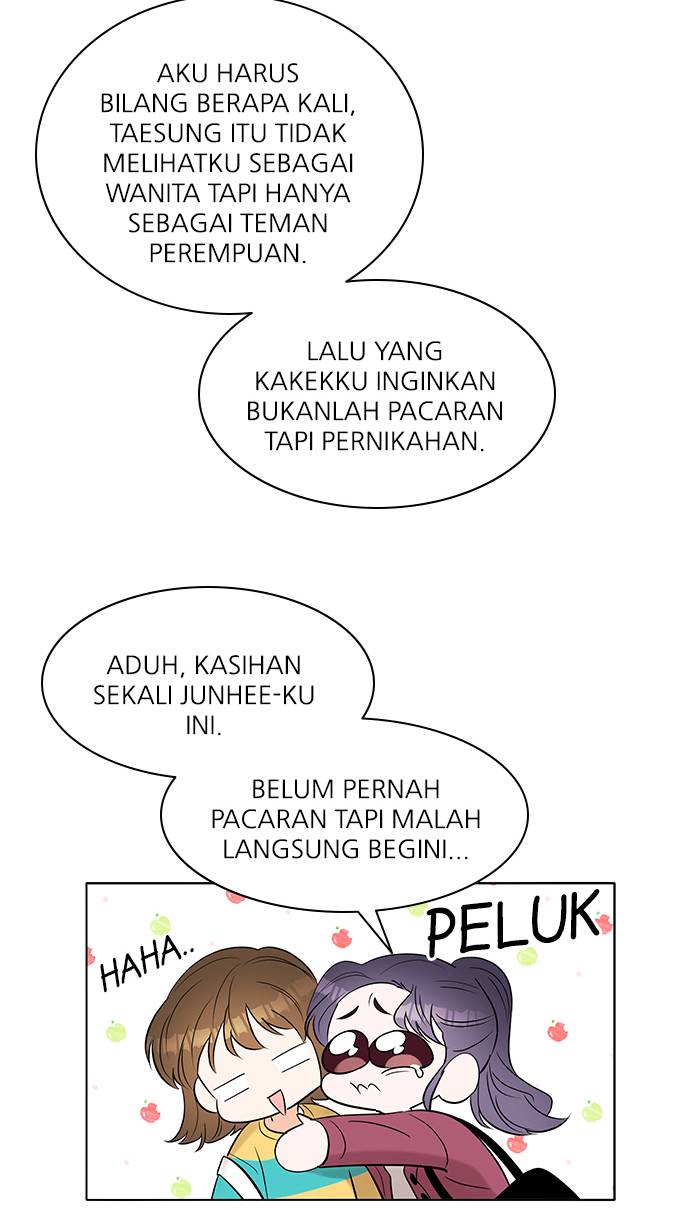 AKU HARUS
BILANG BERAPA KALI,
TAESUNG ITU TIDAK
MELIHATKU SEBAGAI
WANITA TAPI HANYA
SEBAGAI TEMAN
PEREMPUAN.
LALU YANG
KAKEKKU INGINKAN
BUKANLAH PACARAN
TAPI PERNIKAHAN.
ADUH, KASIHAN
SEKALI JUNHEE-KU
INI.
BELUM PERNAH
PACARAN TAPI MALAH
LANGSUNG BEGINI...
PELUK
HAHA..